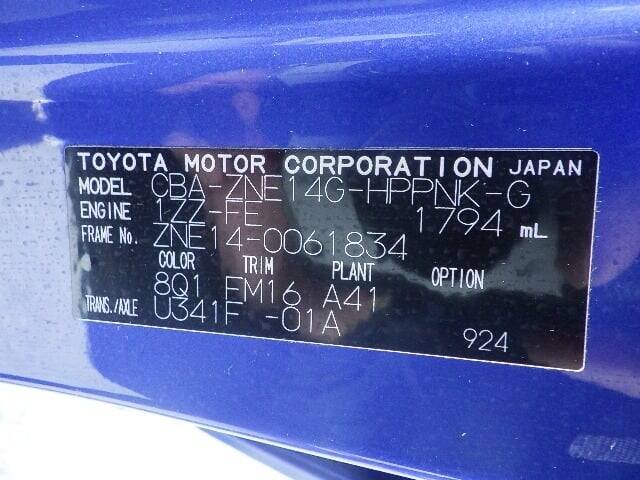 TOYOTA MOTOR CORPORATION JAPAN
MODEL CBA-ZNE14G-HPPNK-G
ENGINE 1ZZ-FE 1794 mL
FRAME No. ZNE14-0061834
COLOR TRIM PLANT OPTION
8Q1 FM16 A41
TRANS./AXLE U341F -01A
924